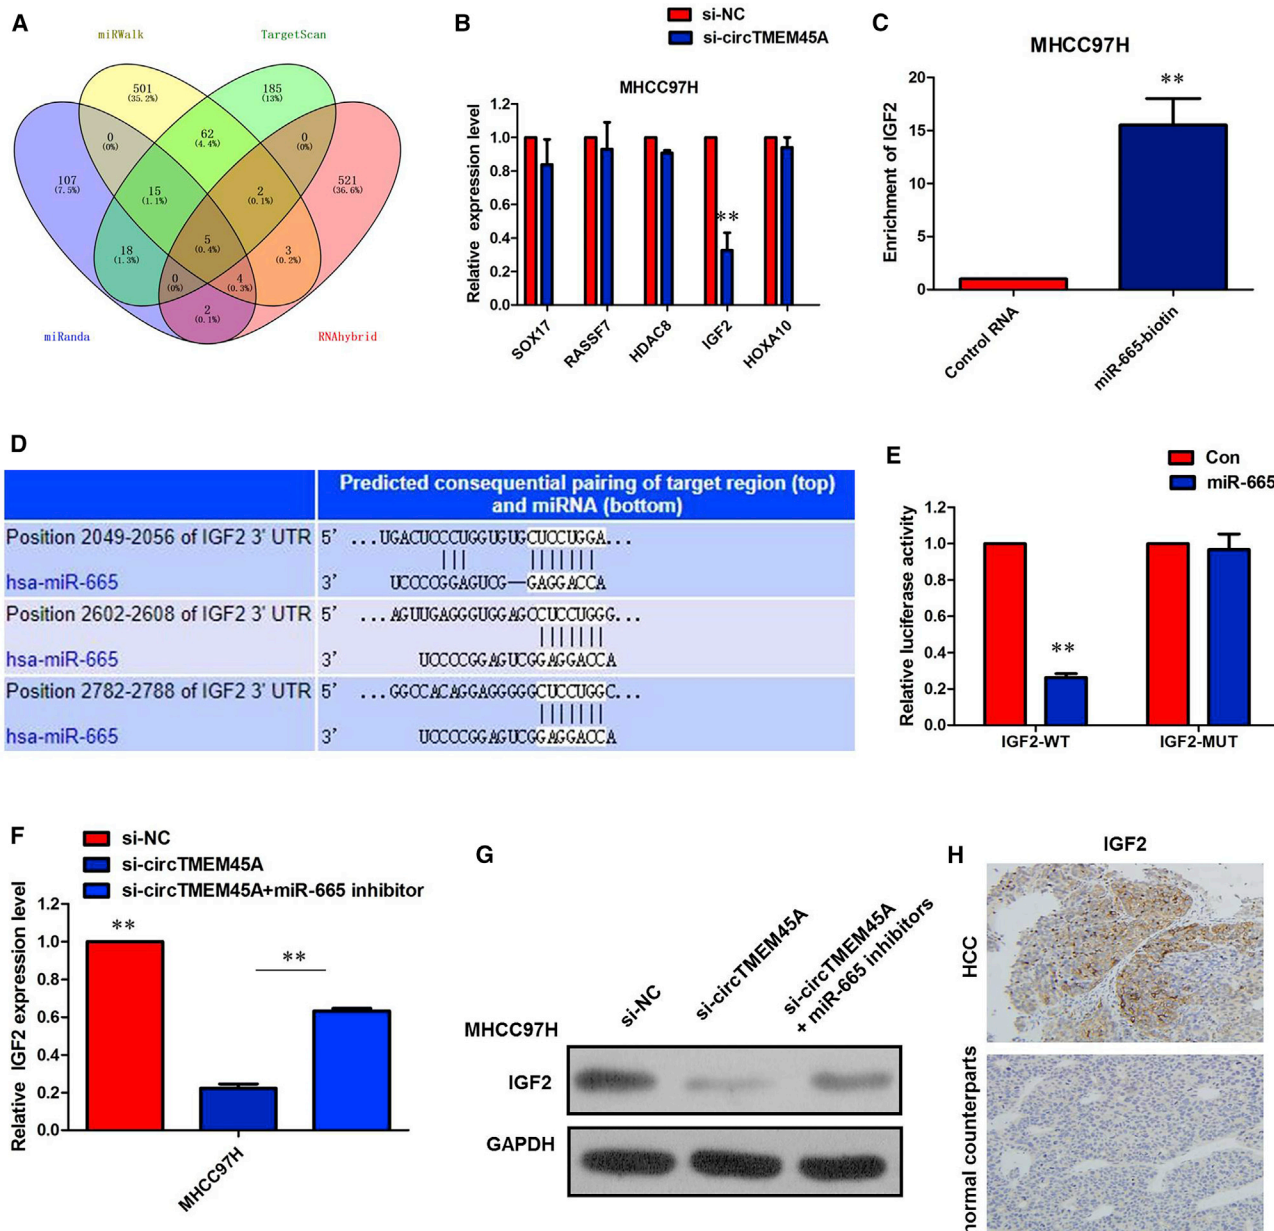 A
miRWalk
TargetScan
501
(35.2%)
185
(13%)
0
(0%)
62
(4.4%)
0
(0%)
107
(7.5%)
15
(1.1%)
2
(0.1%)
521
(36.6%)
18
(1.3%)
5
(0.4%)
3
(0.2%)
0
(0%)
4
(0.3%)
2
(0.1%)
miRanda
RNAhybrid
B
si-NC
si-circTMEM45A
MHCC97H
Relative expression level
1.2
1.0
0.8
0.6
0.4
0.2
0.0
**
SOX17
RASSF7
HDAC8
IGF2
HOXA10
C
MHCC97H
Enrichment of IGF2
20
15
10
5
0
**
Control RNA
miR-665-biotin
D
Predicted consequential pairing of target region (top)
and miRNA (bottom)
Position 2049-2056 of IGF2 3' UTR 5' ...UGACUCCCUGGUGUGCUCCUGGA...
hsa-miR-665 3' UCCCCGGAGUCG—GAGGACCA
Position 2602-2608 of IGF2 3' UTR 5' ...AGUUGAGGGUGGAGCCUCCUGGG...
hsa-miR-665 3' UCCCCGGAGUCGGAGGACCA
Position 2782-2788 of IGF2 3' UTR 5' ...GGCCACAGGAGGGGGCUCCUGGC...
hsa-miR-665 3' UCCCCGGAGUCGGAGGACCA
E
Con
miR-665
Relative luciferase activity
1.2
1.0
0.8
0.6
0.4
0.2
0.0
**
IGF2-WT
IGF2-MUT
F
si-NC
si-circTMEM45A
si-circTMEM45A+miR-665 inhibitor
Relative IGF2 expression level
1.2
1.0
0.8
0.6
0.4
0.2
0.0
**
**
MHCC97H
G
si-NC
si-circTMEM45A
si-circTMEM45A
+ miR-665 inhibitors
MHCC97H
IGF2
GAPDH
H
IGF2
HCC
normal counterparts